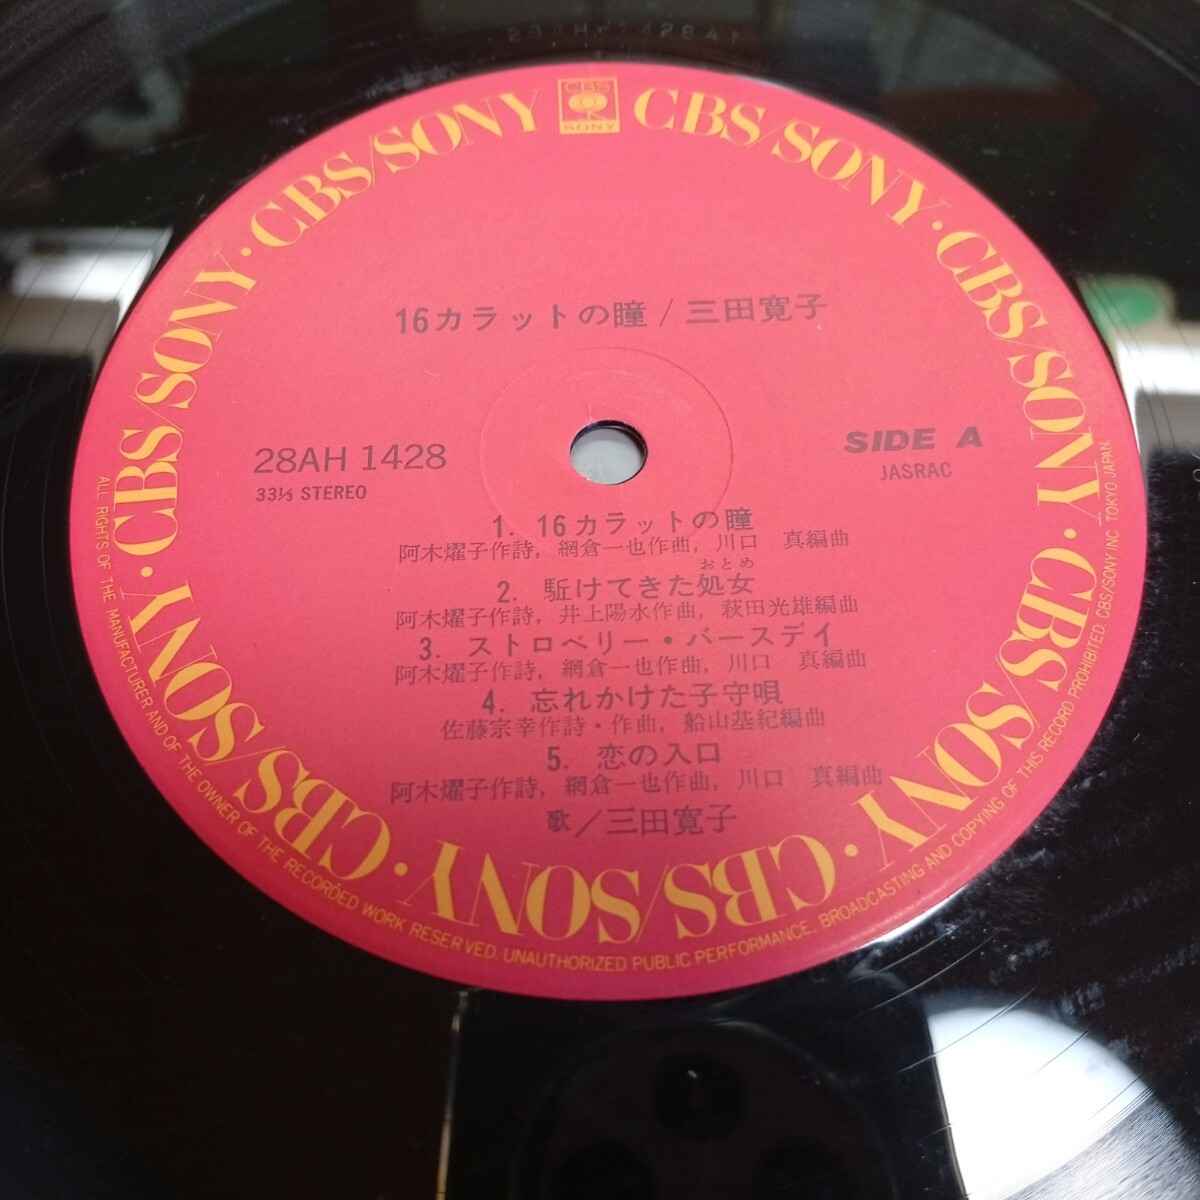 28AH 1428A1
CBS
SONY
CBS/SONY · CBS/SONY · CBS/SONY · CBS/SONY · CBS/SONY · CBS/SONY · CBS/SONY · CBS/SONY
16カラットの瞳/三田寛子
28AH 1428
33⅓ STEREO
SIDE A
JASRAC
1. 16カラットの瞳
阿木燿子作詩, 網倉一也作曲, 川口 真編曲
おとめ
2. 駈けてきた処女
阿木燿子作詩, 井上陽水作曲, 萩田光雄編曲
3. ストロベリー・バースデイ
阿木燿子作詩, 網倉一也作曲, 川口 真編曲
4. 忘れかけた子守唄
佐藤宗幸作詩・作曲, 船山基紀編曲
5. 恋の入口
阿木燿子作詩, 網倉一也作曲, 川口 真編曲
歌/三田寛子
ALL RIGHTS OF THE MANUFACTURER AND OF THE OWNER OF THE RECORDED WORK RESERVED. UNAUTHORIZED PUBLIC PERFORMANCE, BROADCASTING AND COPYING OF THIS RECORD PROHIBITED. CBS/SONY INC. TOKYO JAPAN.